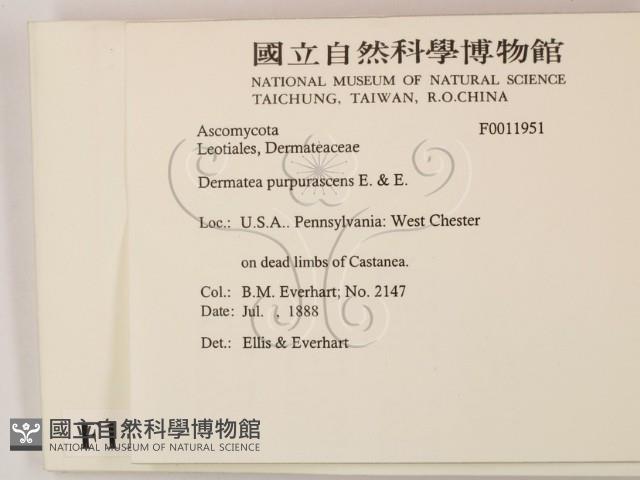 國立自然科學博物館
NATIONAL MUSEUM OF NATURAL SCIENCE
TAICHUNG, TAIWAN, R.O.CHINA
Ascomycota F0011951
Leotiales, Dermateaceae
Dermatea purpurascens E. & E.
Loc.: U.S.A.. Pennsylvania: West Chester
on dead limbs of Castanea.
Col.: B.M. Everhart; No. 2147
Date: Jul. , 1888
Det.: Ellis & Everhart
國立自然科學博物館
NATIONAL MUSEUM OF NATURAL SCIENCE